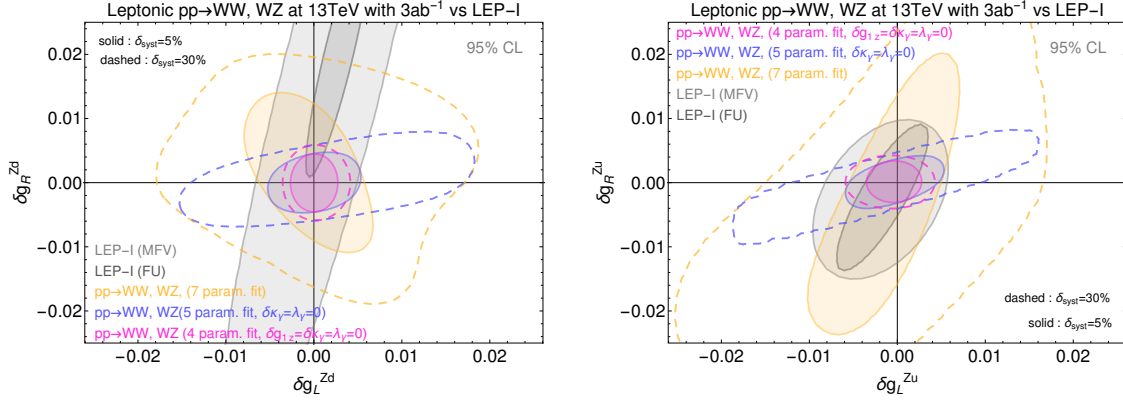 Leptonic pp→WW, WZ at 13TeV with 3ab⁻¹ vs LEP-I
solid : δsyst=5%
dashed : δsyst=30%
95% CL
LEP-I (MFV)
LEP-I (FU)
pp→WW, WZ, (7 param. fit)
pp→WW, WZ(5 param. fit, δκγ=λγ=0)
pp→WW, WZ (4 param. fit, δg1,z=δκγ=λγ=0)
0.02
0.01
0.00
−0.01
−0.02
δgR^Zd
−0.02 −0.01 0.00 0.01 0.02
δgL^Zd
Leptonic pp→WW, WZ at 13TeV with 3ab⁻¹ vs LEP-I
pp→WW, WZ (4 param. fit, δg1,z=δκγ=λγ=0)
pp→WW, WZ, (5 param. fit, δκγ=λγ=0)
pp→WW, WZ, (7 param. fit)
LEP-I (MFV)
LEP-I (FU)
95% CL
dashed : δsyst=30%
solid : δsyst=5%
0.02
0.01
0.00
−0.01
−0.02
δgR^Zu
−0.02 −0.01 0.00 0.01 0.02
δgL^Zu